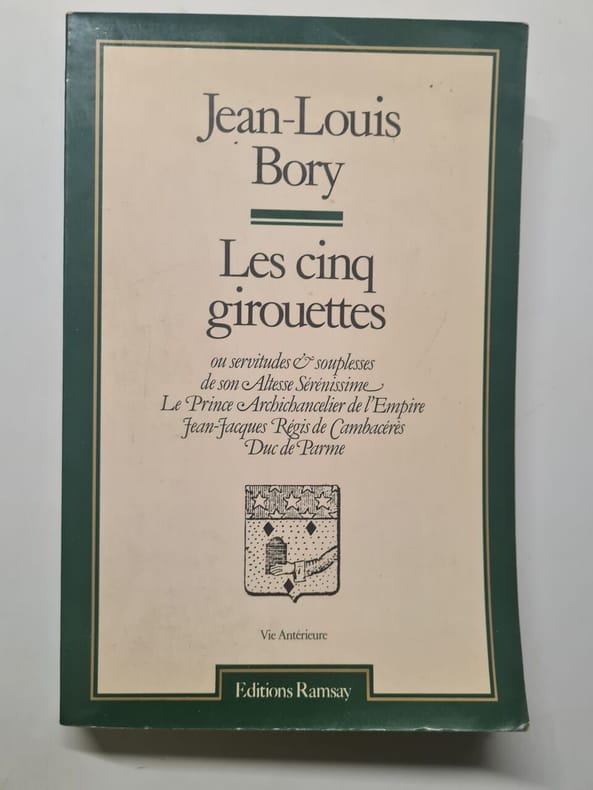 Jean-Louis
Bory
Les cinq
girouettes
ou servitudes & souplesses
de son Altesse Sérénissime
Le Prince Archichancelier de l'Empire
Jean-Jacques Régis de Cambacérès
Duc de Parme
Vie Antérieure
Editions Ramsay